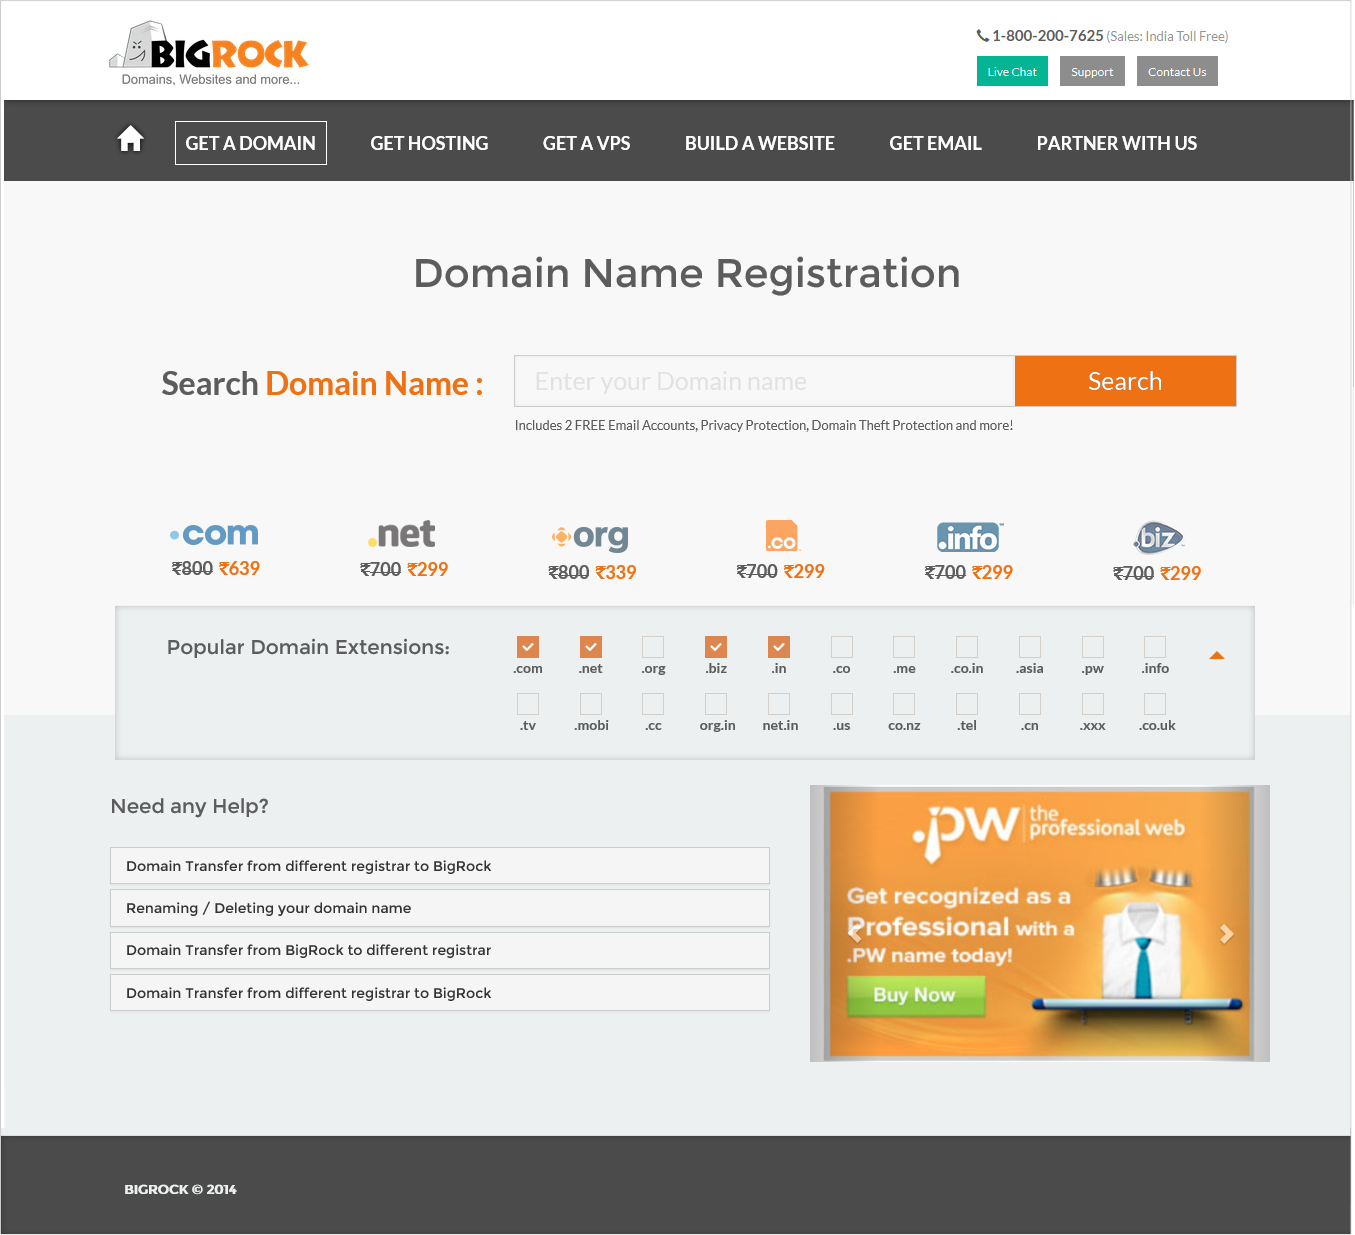 BIGROCK
Domains, Websites and more...
1-800-200-7625 (Sales: India Toll Free)
Live Chat Support Contact Us
GET A DOMAIN GET HOSTING GET A VPS BUILD A WEBSITE GET EMAIL PARTNER WITH US
Domain Name Registration
Search Domain Name :
Enter your Domain name
Search
Includes 2 FREE Email Accounts, Privacy Protection, Domain Theft Protection and more!
.com .net org .co .info .biz
₹800 ₹639 ₹700 ₹299 ₹800 ₹339 ₹700 ₹299 ₹700 ₹299 ₹700 ₹299
Popular Domain Extensions:
.com .net .org .biz .in .co .me .co.in .asia .pw .info
.tv .mobi .cc org.in net.in .us co.nz .tel .cn .xxx .co.uk
Need any Help?
Domain Transfer from different registrar to BigRock
Renaming / Deleting your domain name
Domain Transfer from BigRock to different registrar
Domain Transfer from different registrar to BigRock
.PW the
professional web
Get recognized as a
Professional with a
.PW name today!
Buy Now
BIGROCK © 2014